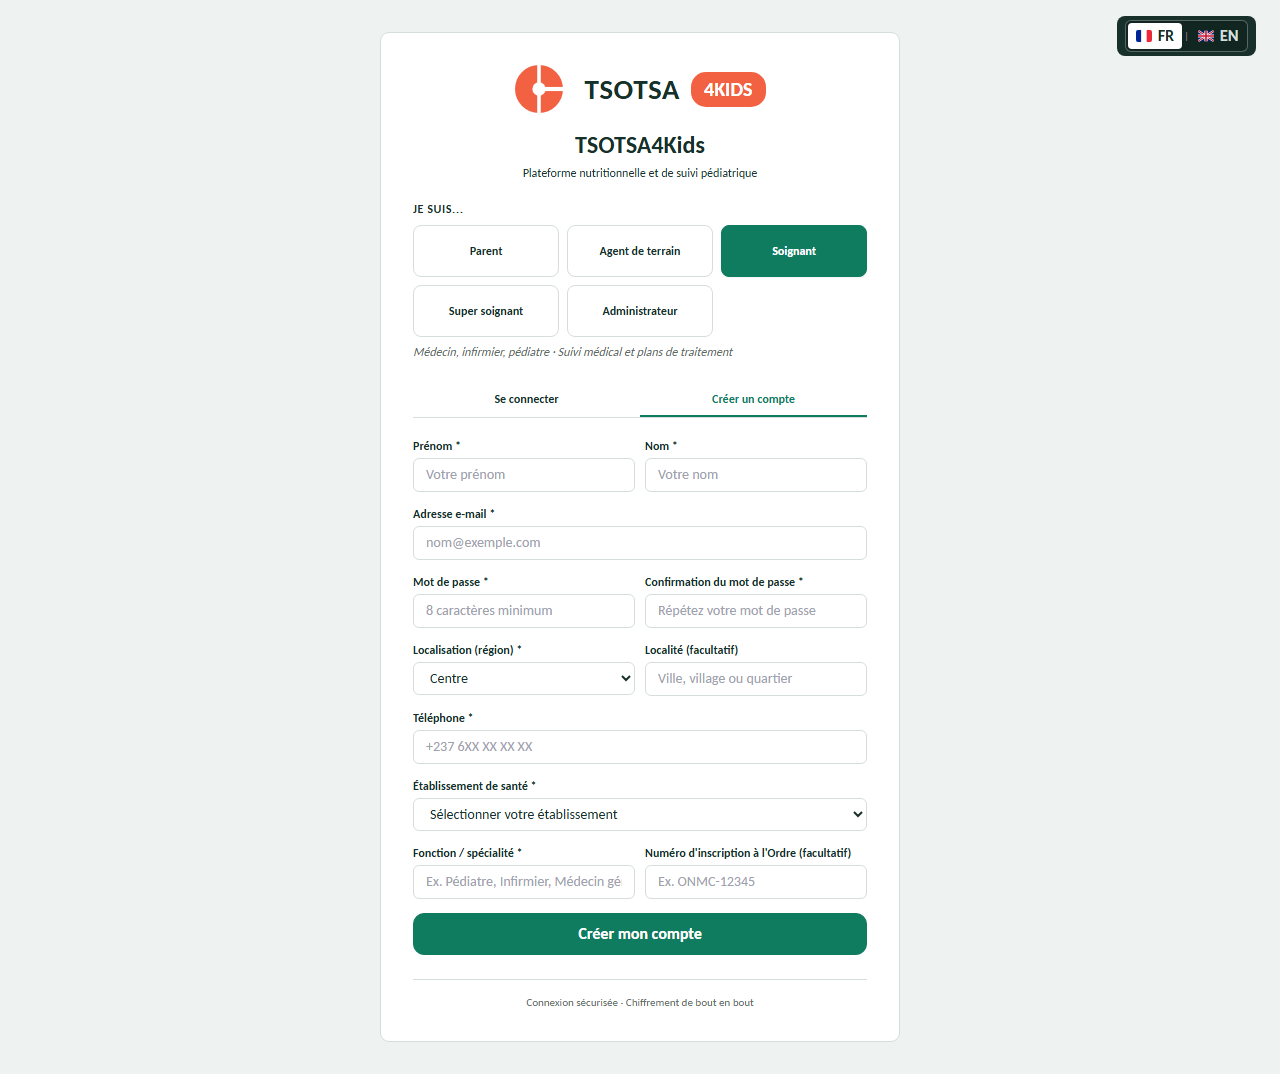 FR | EN
TSOTSA 4KIDS
TSOTSA4Kids
Plateforme nutritionnelle et de suivi pédiatrique
JE SUIS...
Parent
Agent de terrain
Soignant
Super soignant
Administrateur
Médecin, infirmier, pédiatre · Suivi médical et plans de traitement
Se connecter
Créer un compte
Prénom *
Nom *
Votre prénom
Votre nom
Adresse e-mail *
nom@exemple.com
Mot de passe *
Confirmation du mot de passe *
8 caractères minimum
Répétez votre mot de passe
Localisation (région) *
Localité (facultatif)
Centre
Ville, village ou quartier
Téléphone *
+237 6XX XX XX XX
Établissement de santé *
Sélectionner votre établissement
Fonction / spécialité *
Numéro d'inscription à l'Ordre (facultatif)
Ex. Pédiatre, Infirmier, Médecin gé
Ex. ONMC-12345
Créer mon compte
Connexion sécurisée · Chiffrement de bout en bout